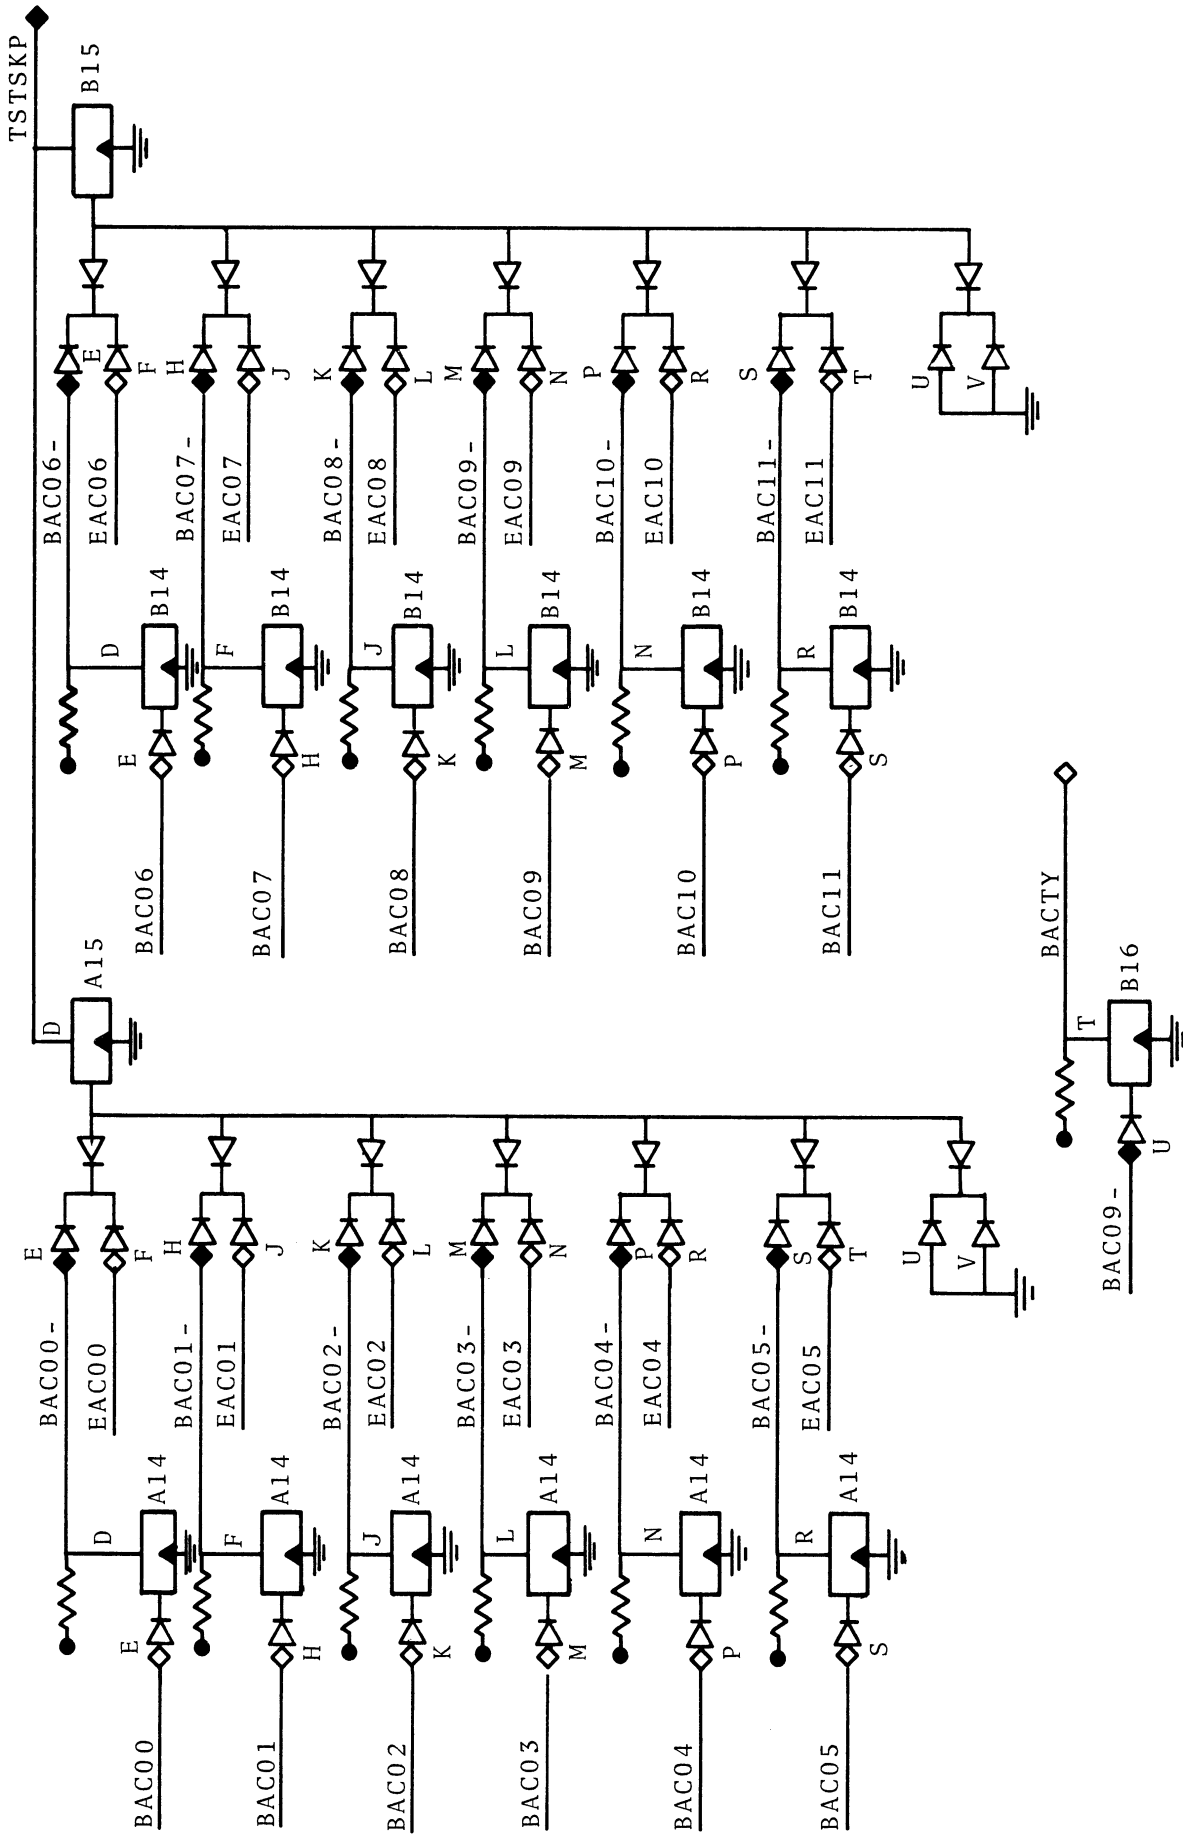 TSTSKP
D
A15
B15
E
F
H
J
K
L
M
N
P
R
S
T
U
V
E
F
H
J
K
L
M
N
P
R
S
T
U
V
BAC00-
EAC00
BAC01-
EAC01
BAC02-
EAC02
BAC03-
EAC03
BAC04-
EAC04
BAC05-
EAC05
BAC06-
EAC06
BAC07-
EAC07
BAC08-
EAC08
BAC09-
EAC09
BAC10-
EAC10
BAC11-
EAC11
BAC00
E
D
A14
BAC01
H
F
A14
BAC02
K
J
A14
BAC03
M
L
A14
BAC04
P
N
A14
BAC05
S
R
A14
BAC06
E
D
B14
BAC07
H
F
B14
BAC08
K
J
B14
BAC09
M
L
B14
BAC10
P
N
B14
BAC11
S
R
B14
BACTY
T
BAC09-
U
B16